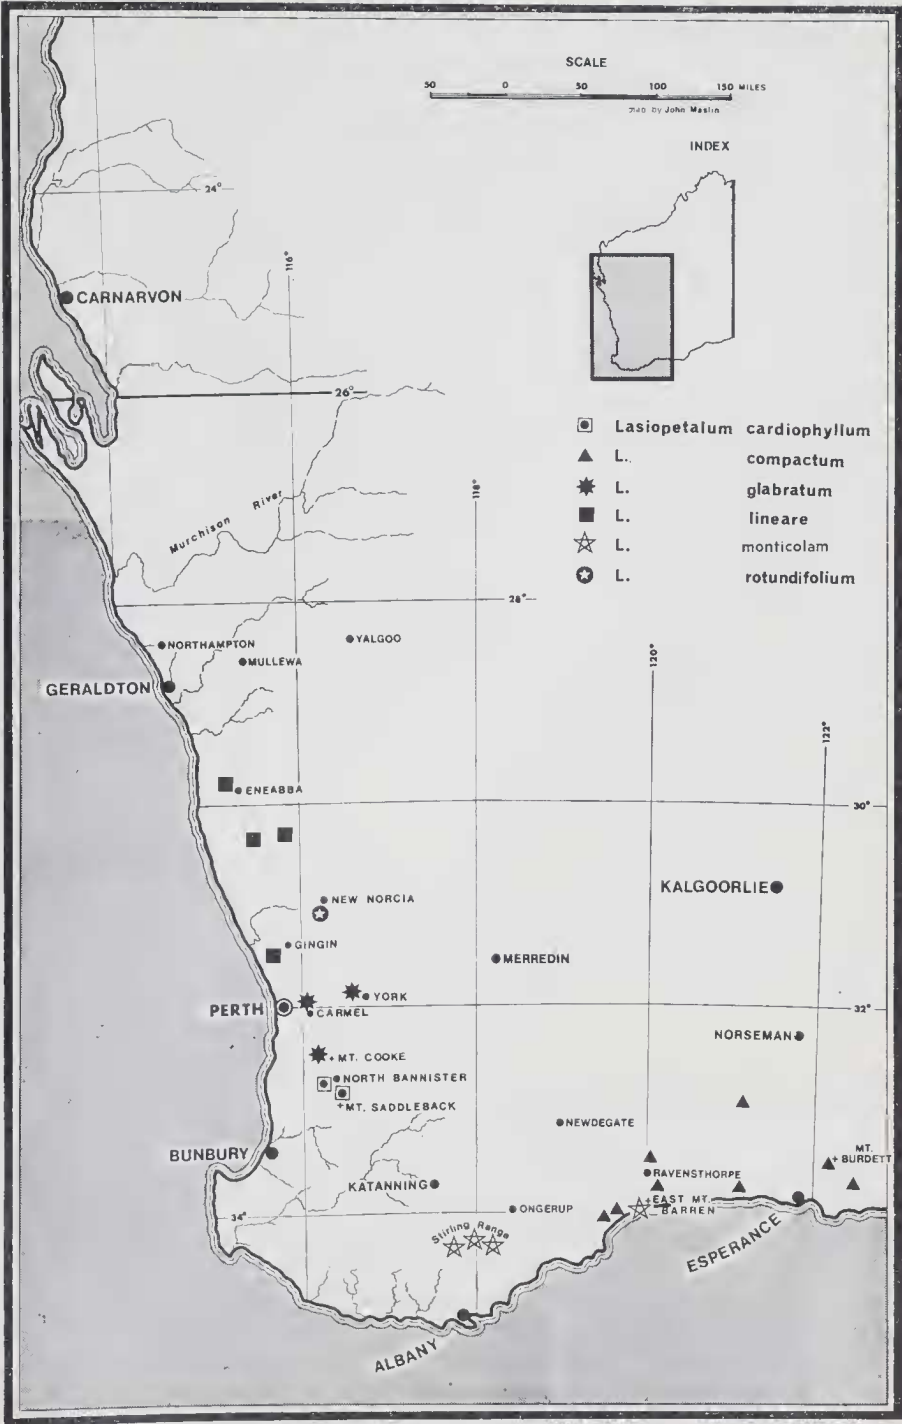 SCALE
50 0 50 100 150 MILES
map by John Maslin
INDEX
24°
116°
CARNARVON
26°
Lasiopetalum cardiophyllum
L. compactum
L. glabratum
L. lineare
L. monticolam
L. rotundifolium
118°
Murchison River
28°
NORTHAMPTON
YALGOO
MULLEWA
120°
GERALDTON
122°
ENEABBA
30°
KALGOORLIE
NEW NORCIA
GINGIN
MERREDIN
YORK
PERTH
CARMEL
32°
NORSEMAN
+MT. COOKE
NORTH BANNISTER
+MT. SADDLEBACK
NEWDEGATE
BUNBURY
MT.
+ BURDETT
RAVENSTHORPE
KATANNING
+EAST MT.
BARREN
ONGERUP
34°
Stirling Range
ESPERANCE
ALBANY